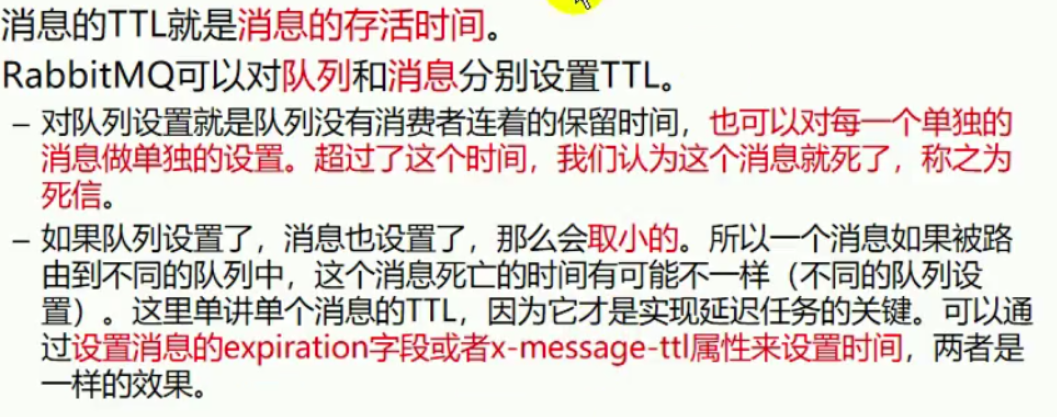 消息的TTL就是消息的存活时间。
RabbitMQ可以对队列和消息分别设置TTL。
– 对队列设置就是队列没有消费者连着的保留时间，也可以对每一个单独的
消息做单独的设置。超过了这个时间，我们认为这个消息就死了，称之为
死信。
– 如果队列设置了，消息也设置了，那么会取小的。所以一个消息如果被路
由到不同的队列中，这个消息死亡的时间有可能不一样（不同的队列设
置）。这里单讲单个消息的TTL，因为它才是实现延迟任务的关键。可以通
过设置消息的expiration字段或者x-message-ttl属性来设置时间，两者是
一样的效果。